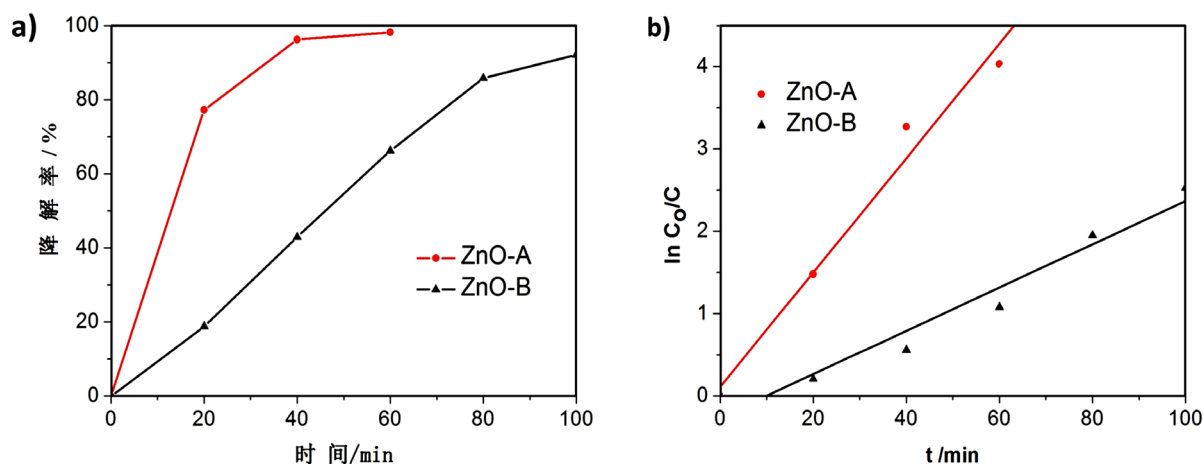 a)
降 解 率 / %
100
80
60
40
20
0
ZnO-A
ZnO-B
0 20 40 60 80 100
时 间/min
b)
ln Co/C
4
3
2
1
0
ZnO-A
ZnO-B
0 20 40 60 80 100
t /min